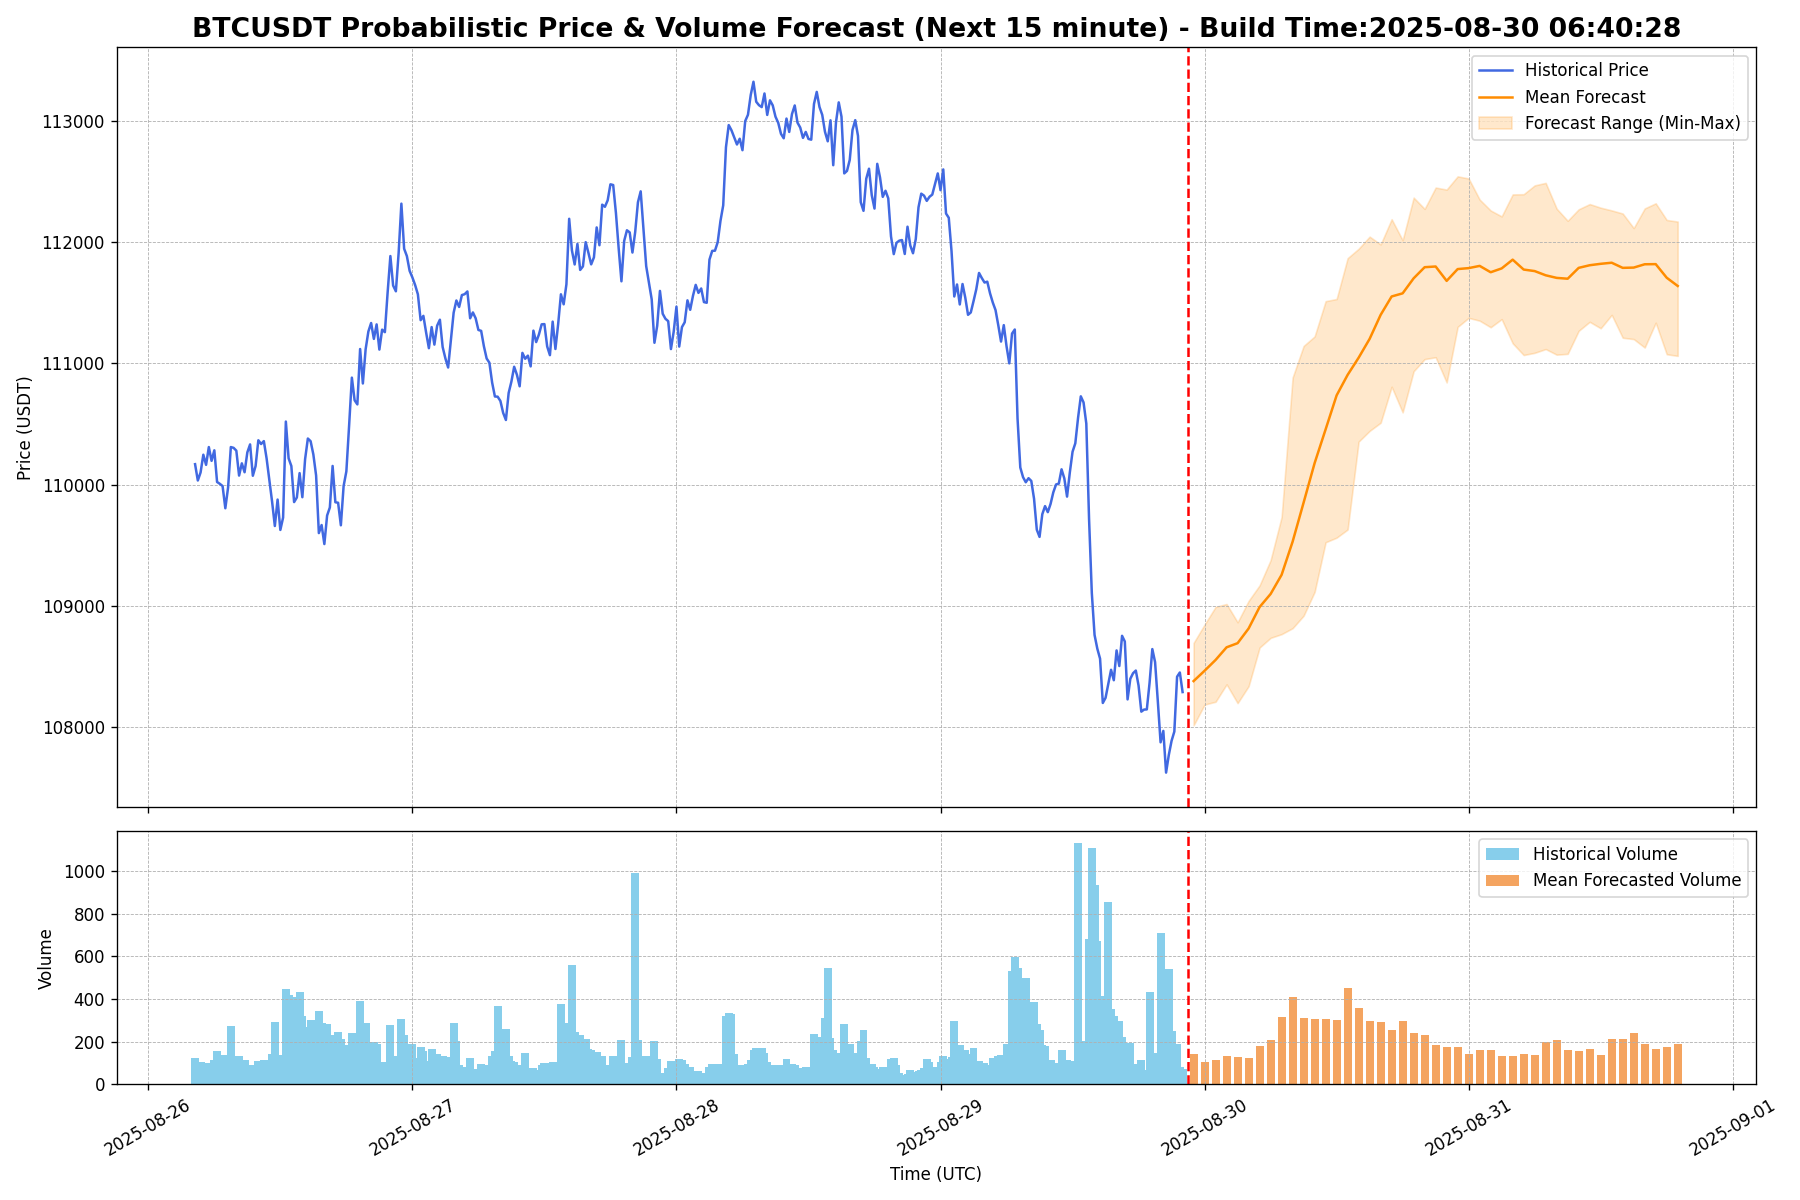 BTCUSDT Probabilistic Price & Volume Forecast (Next 15 minute) - Build Time:2025-08-30 06:40:28
Historical Price
Mean Forecast
Forecast Range (Min-Max)
Price (USDT)
113000
112000
111000
110000
109000
108000
Historical Volume
Mean Forecasted Volume
Volume
1000
800
600
400
200
0
2025-08-26
2025-08-27
2025-08-28
2025-08-29
2025-08-30
2025-08-31
2025-09-01
Time (UTC)